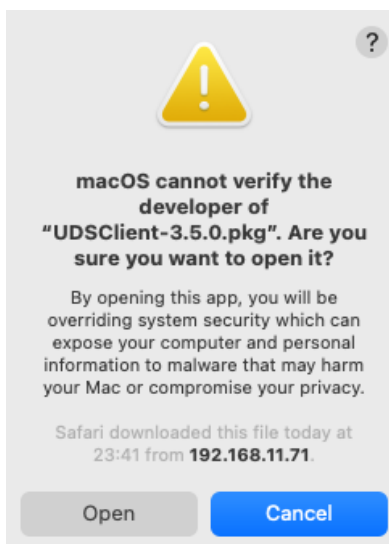 ?
macOS cannot verify the
developer of
“UDSClient-3.5.0.pkg”. Are you
sure you want to open it?
By opening this app, you will be
overriding system security which can
expose your computer and personal
information to malware that may harm
your Mac or compromise your privacy.
Safari downloaded this file today at
23:41 from 192.168.11.71.
Open Cancel